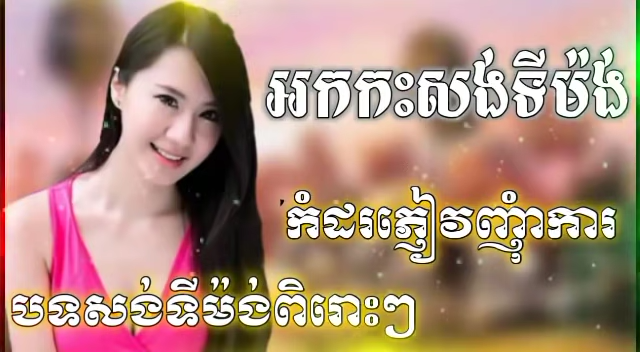 អកកះសង់ទីម៉ង់
កំដរភ្ញៀវញុំាការ
បទសង់ទីម៉ង់ពិរោះៗ